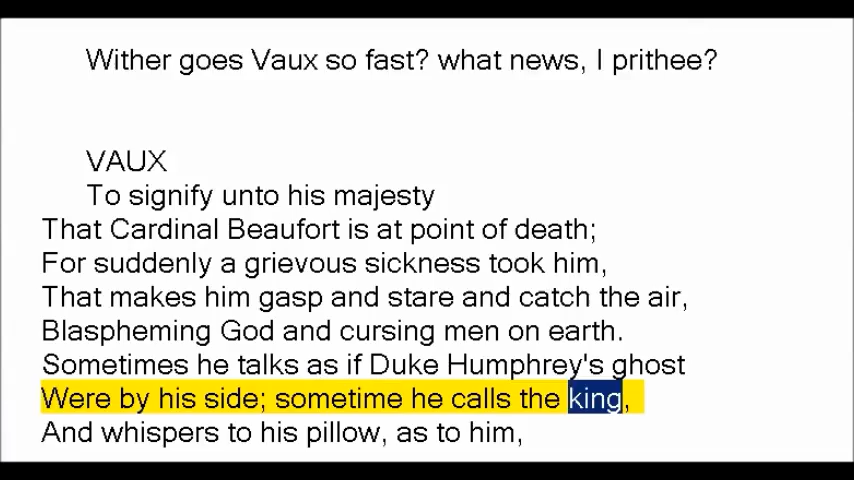 Wither goes Vaux so fast? what news, I prithee?
VAUX
To signify unto his majesty
That Cardinal Beaufort is at point of death;
For suddenly a grievous sickness took him,
That makes him gasp and stare and catch the air,
Blaspheming God and cursing men on earth.
Sometimes he talks as if Duke Humphrey's ghost
Were by his side; sometime he calls the king,
And whispers to his pillow, as to him,